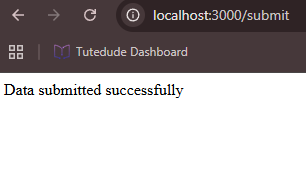 localhost:3000/submit
Tutedude Dashboard
Data submitted successfully